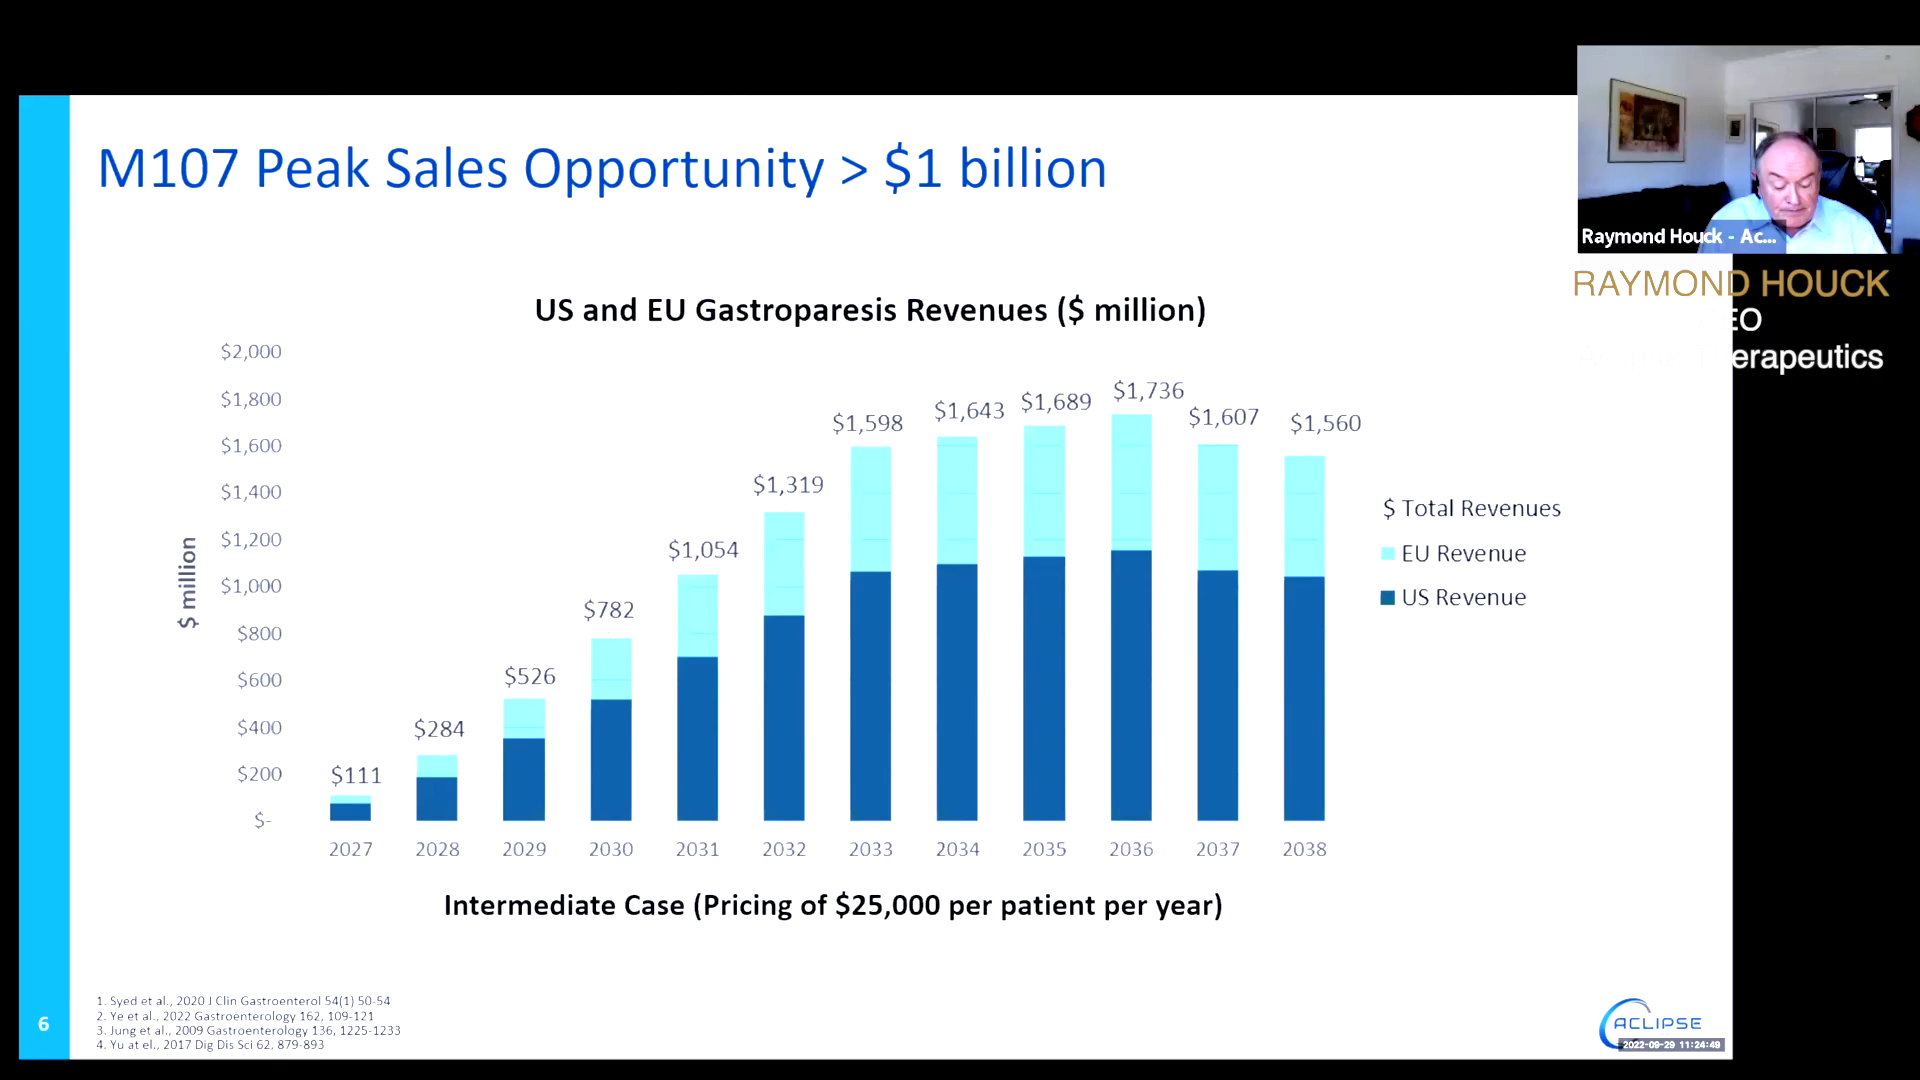 M107 Peak Sales Opportunity > $1 billion
Raymond Houck - Ac...
RAYMOND HOUCK
EO
erapeutics
US and EU Gastroparesis Revenues ($ million)
$ million
$2,000
$1,800
$1,600
$1,400
$1,200
$1,000
$800
$600
$400
$200
$-
$111
$284
$526
$782
$1,054
$1,319
$1,598
$1,643
$1,689
$1,736
$1,607
$1,560
2027 2028 2029 2030 2031 2032 2033 2034 2035 2036 2037 2038
$ Total Revenues
EU Revenue
US Revenue
Intermediate Case (Pricing of $25,000 per patient per year)
1. Syed et al., 2020 J Clin Gastroenterol 54(1) 50-54
2. Ye et al., 2022 Gastroenterology 162, 109-121
3. Jung et al., 2009 Gastroenterology 136, 1225-1233
4. Yu at el., 2017 Dig Dis Sci 62, 879-893
6
ACLIPSE
2022-09-29 11:24:49